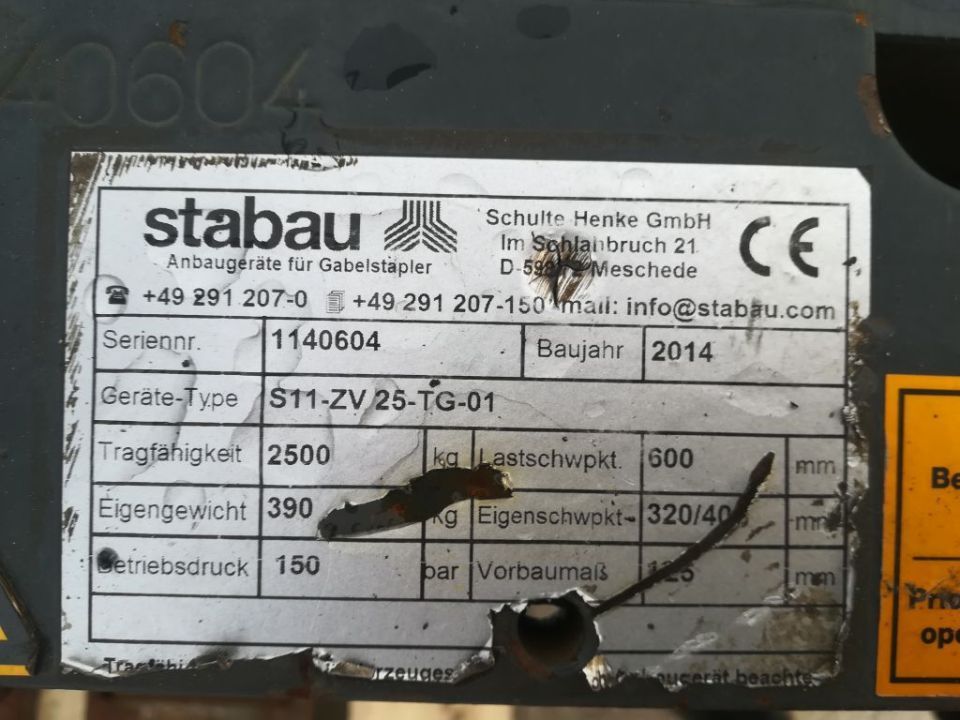 40604
stabau
Anbaugeräte für Gabelstapler
Schulte Henke GmbH
Im Schlahbruch 21
Meschede
CE
+49 291 207-0 +49 291 207-150 mail: info@stabau.com
Seriennr. 1140604 Baujahr 2014
Geräte-Type S11-ZV 25-TG-01
Tragfähigkeit 2500 kg Lastschwpkt. 600 mm
Eigengewicht 390 kg Eigenschwpkt. mm
Betriebsdruck 150 bar Vorbaumaß mm
beachte